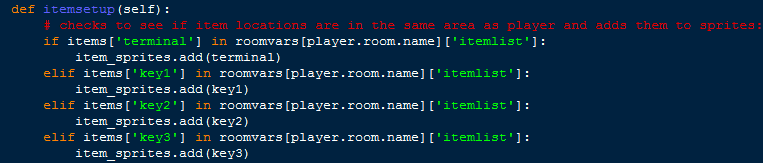 def itemsetup(self):
# checks to see if item locations are in the same area as player and adds them to sprites:
if items['terminal'] in roomvars[player.room.name]['itemlist']:
item_sprites.add(terminal)
elif items['key1'] in roomvars[player.room.name]['itemlist']:
item_sprites.add(key1)
elif items['key2'] in roomvars[player.room.name]['itemlist']:
item_sprites.add(key2)
elif items['key3'] in roomvars[player.room.name]['itemlist']:
item_sprites.add(key3)